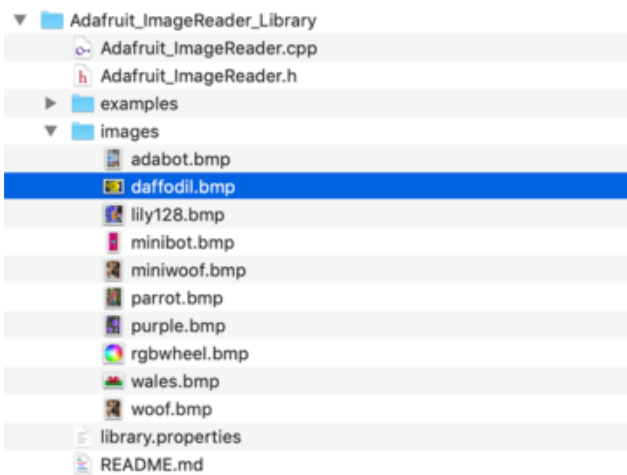 Adafruit_ImageReader_Library
Adafruit_ImageReader.cpp
h Adafruit_ImageReader.h
examples
images
adabot.bmp
daffodil.bmp
lily128.bmp
minibot.bmp
miniwoof.bmp
parrot.bmp
purple.bmp
rgbwheel.bmp
wales.bmp
woof.bmp
library.properties
README.md